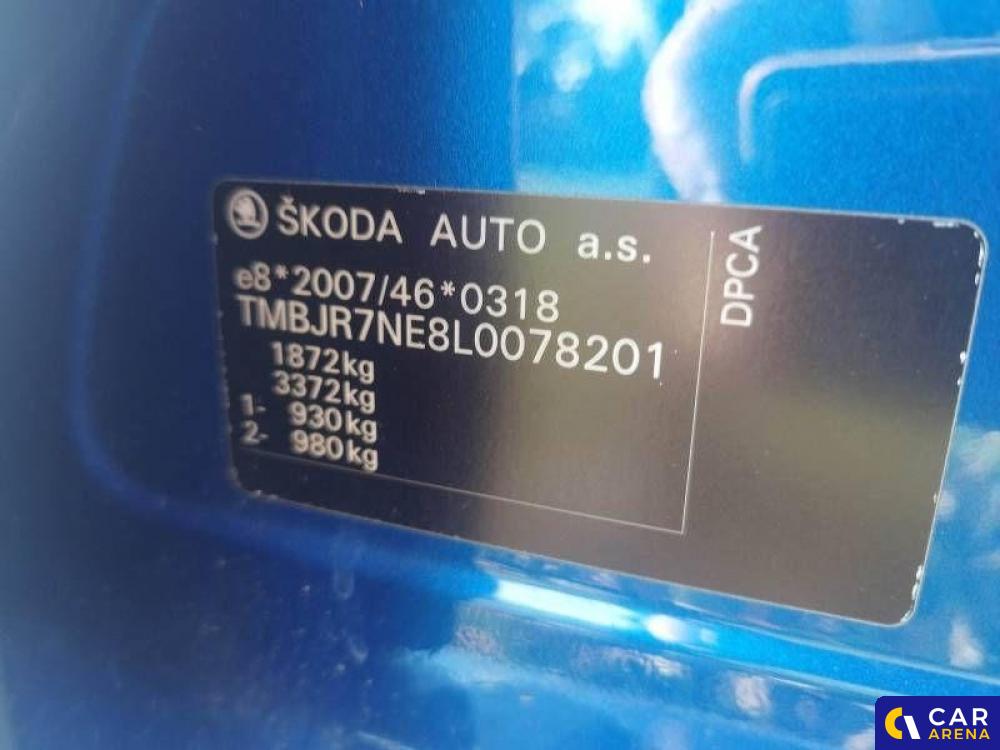 ŠKODA AUTO a.s.
e8*2007/46*0318
TMBJR7NE8L0078201
1872kg
3372kg
1- 930kg
2- 980kg
DPCA
CAR
ARENA